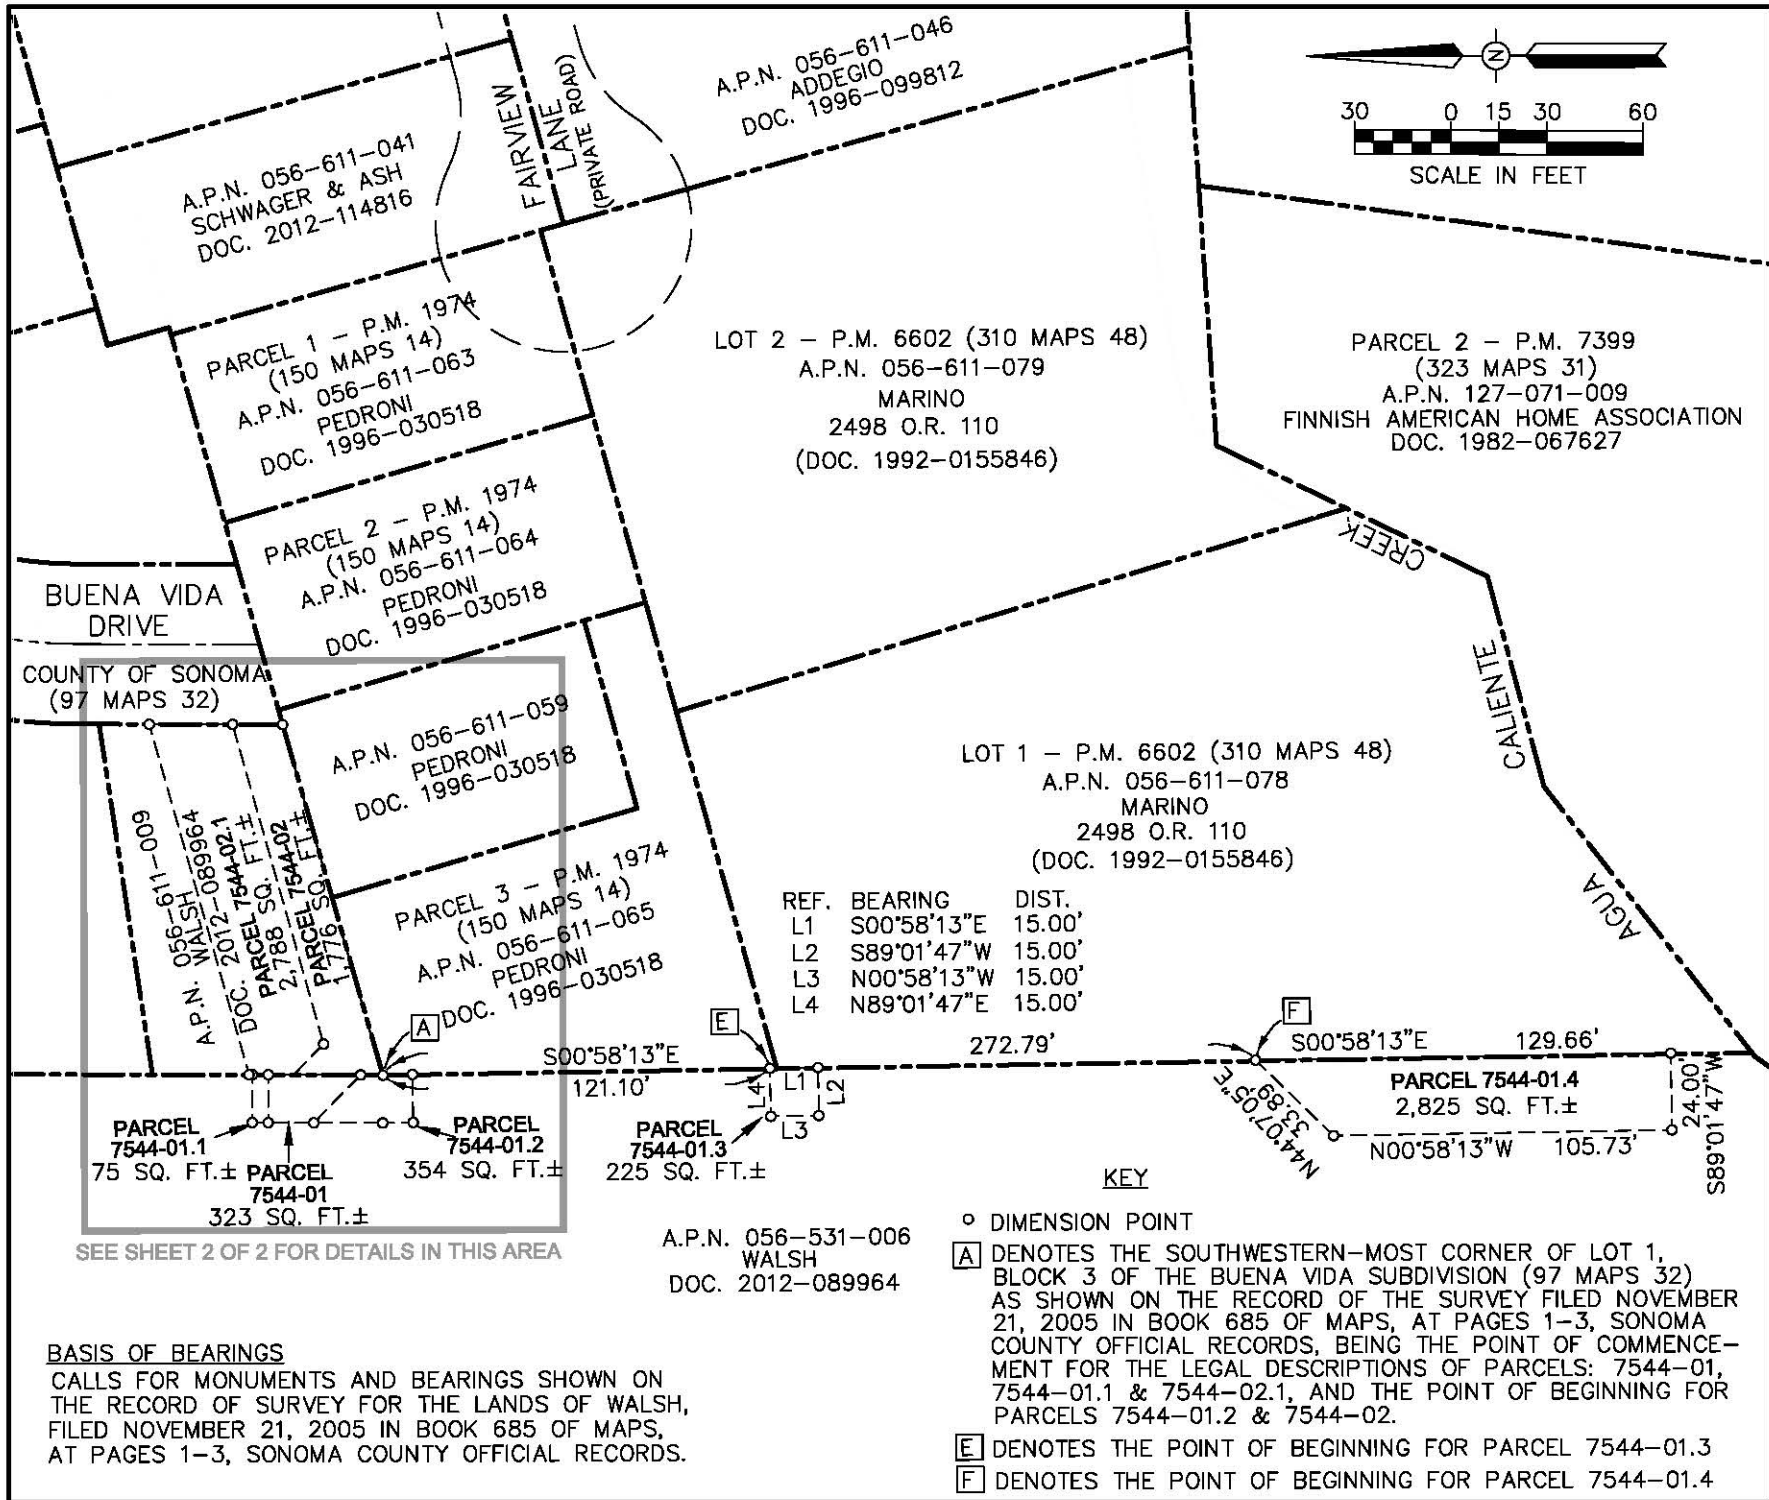 A.P.N. 056-611-046
ADDEGIO
DOC. 1996-099812
N
30 0 15 30 60
SCALE IN FEET
FAIRVIEW
LANE
(PRIVATE ROAD)
A.P.N. 056-611-041
SCHWAGER & ASH
DOC. 2012-114816
PARCEL 1 - P.M. 1974
(150 MAPS 14)
A.P.N. 056-611-063
PEDRONI
DOC. 1996-030518
LOT 2 - P.M. 6602 (310 MAPS 48)
A.P.N. 056-611-079
MARINO
2498 O.R. 110
(DOC. 1992-0155846)
PARCEL 2 - P.M. 7399
(323 MAPS 31)
A.P.N. 127-071-009
FINNISH AMERICAN HOME ASSOCIATION
DOC. 1982-067627
PARCEL 2 - P.M. 1974
(150 MAPS 14)
A.P.N. 056-611-064
PEDRONI
DOC. 1996-030518
CREEK
CALIENTE
AGUA
BUENA VIDA
DRIVE
COUNTY OF SONOMA
(97 MAPS 32)
A.P.N. 056-611-059
PEDRONI
DOC. 1996-030518
LOT 1 - P.M. 6602 (310 MAPS 48)
A.P.N. 056-611-078
MARINO
2498 O.R. 110
(DOC. 1992-0155846)
A.P.N. 056-611-009
WALSH
DOC. 2012-089964
PARCEL 7544-02.1
2,788 SQ. FT.±
PARCEL 7544-02
1,776 SQ. FT.±
PARCEL 3 - P.M. 1974
(150 MAPS 14)
A.P.N. 056-611-065
PEDRONI
DOC. 1996-030518
REF. BEARING DIST.
L1 S00°58'13"E 15.00'
L2 S89°01'47"W 15.00'
L3 N00°58'13"W 15.00'
L4 N89°01'47"E 15.00'
A
E
F
S00°58'13"E
121.10'
272.79'
S00°58'13"E 129.66'
L1
L2
L3
L4
PARCEL 7544-01.4
2,825 SQ. FT.±
N44°07'05"E
33.89'
N00°58'13"W 105.73'
24.00'
S89°01'47"W
PARCEL
7544-01.1
75 SQ. FT.±
PARCEL
7544-01
323 SQ. FT.±
PARCEL
7544-01.2
354 SQ. FT.±
PARCEL
7544-01.3
225 SQ. FT.±
SEE SHEET 2 OF 2 FOR DETAILS IN THIS AREA
A.P.N. 056-531-006
WALSH
DOC. 2012-089964
KEY
DIMENSION POINT
A DENOTES THE SOUTHWESTERN-MOST CORNER OF LOT 1,
BLOCK 3 OF THE BUENA VIDA SUBDIVISION (97 MAPS 32)
AS SHOWN ON THE RECORD OF THE SURVEY FILED NOVEMBER
21, 2005 IN BOOK 685 OF MAPS, AT PAGES 1-3, SONOMA
COUNTY OFFICIAL RECORDS, BEING THE POINT OF COMMENCE-
MENT FOR THE LEGAL DESCRIPTIONS OF PARCELS: 7544-01,
7544-01.1 & 7544-02.1, AND THE POINT OF BEGINNING FOR
PARCELS 7544-01.2 & 7544-02.
E DENOTES THE POINT OF BEGINNING FOR PARCEL 7544-01.3
F DENOTES THE POINT OF BEGINNING FOR PARCEL 7544-01.4
BASIS OF BEARINGS
CALLS FOR MONUMENTS AND BEARINGS SHOWN ON
THE RECORD OF SURVEY FOR THE LANDS OF WALSH,
FILED NOVEMBER 21, 2005 IN BOOK 685 OF MAPS,
AT PAGES 1-3, SONOMA COUNTY OFFICIAL RECORDS.